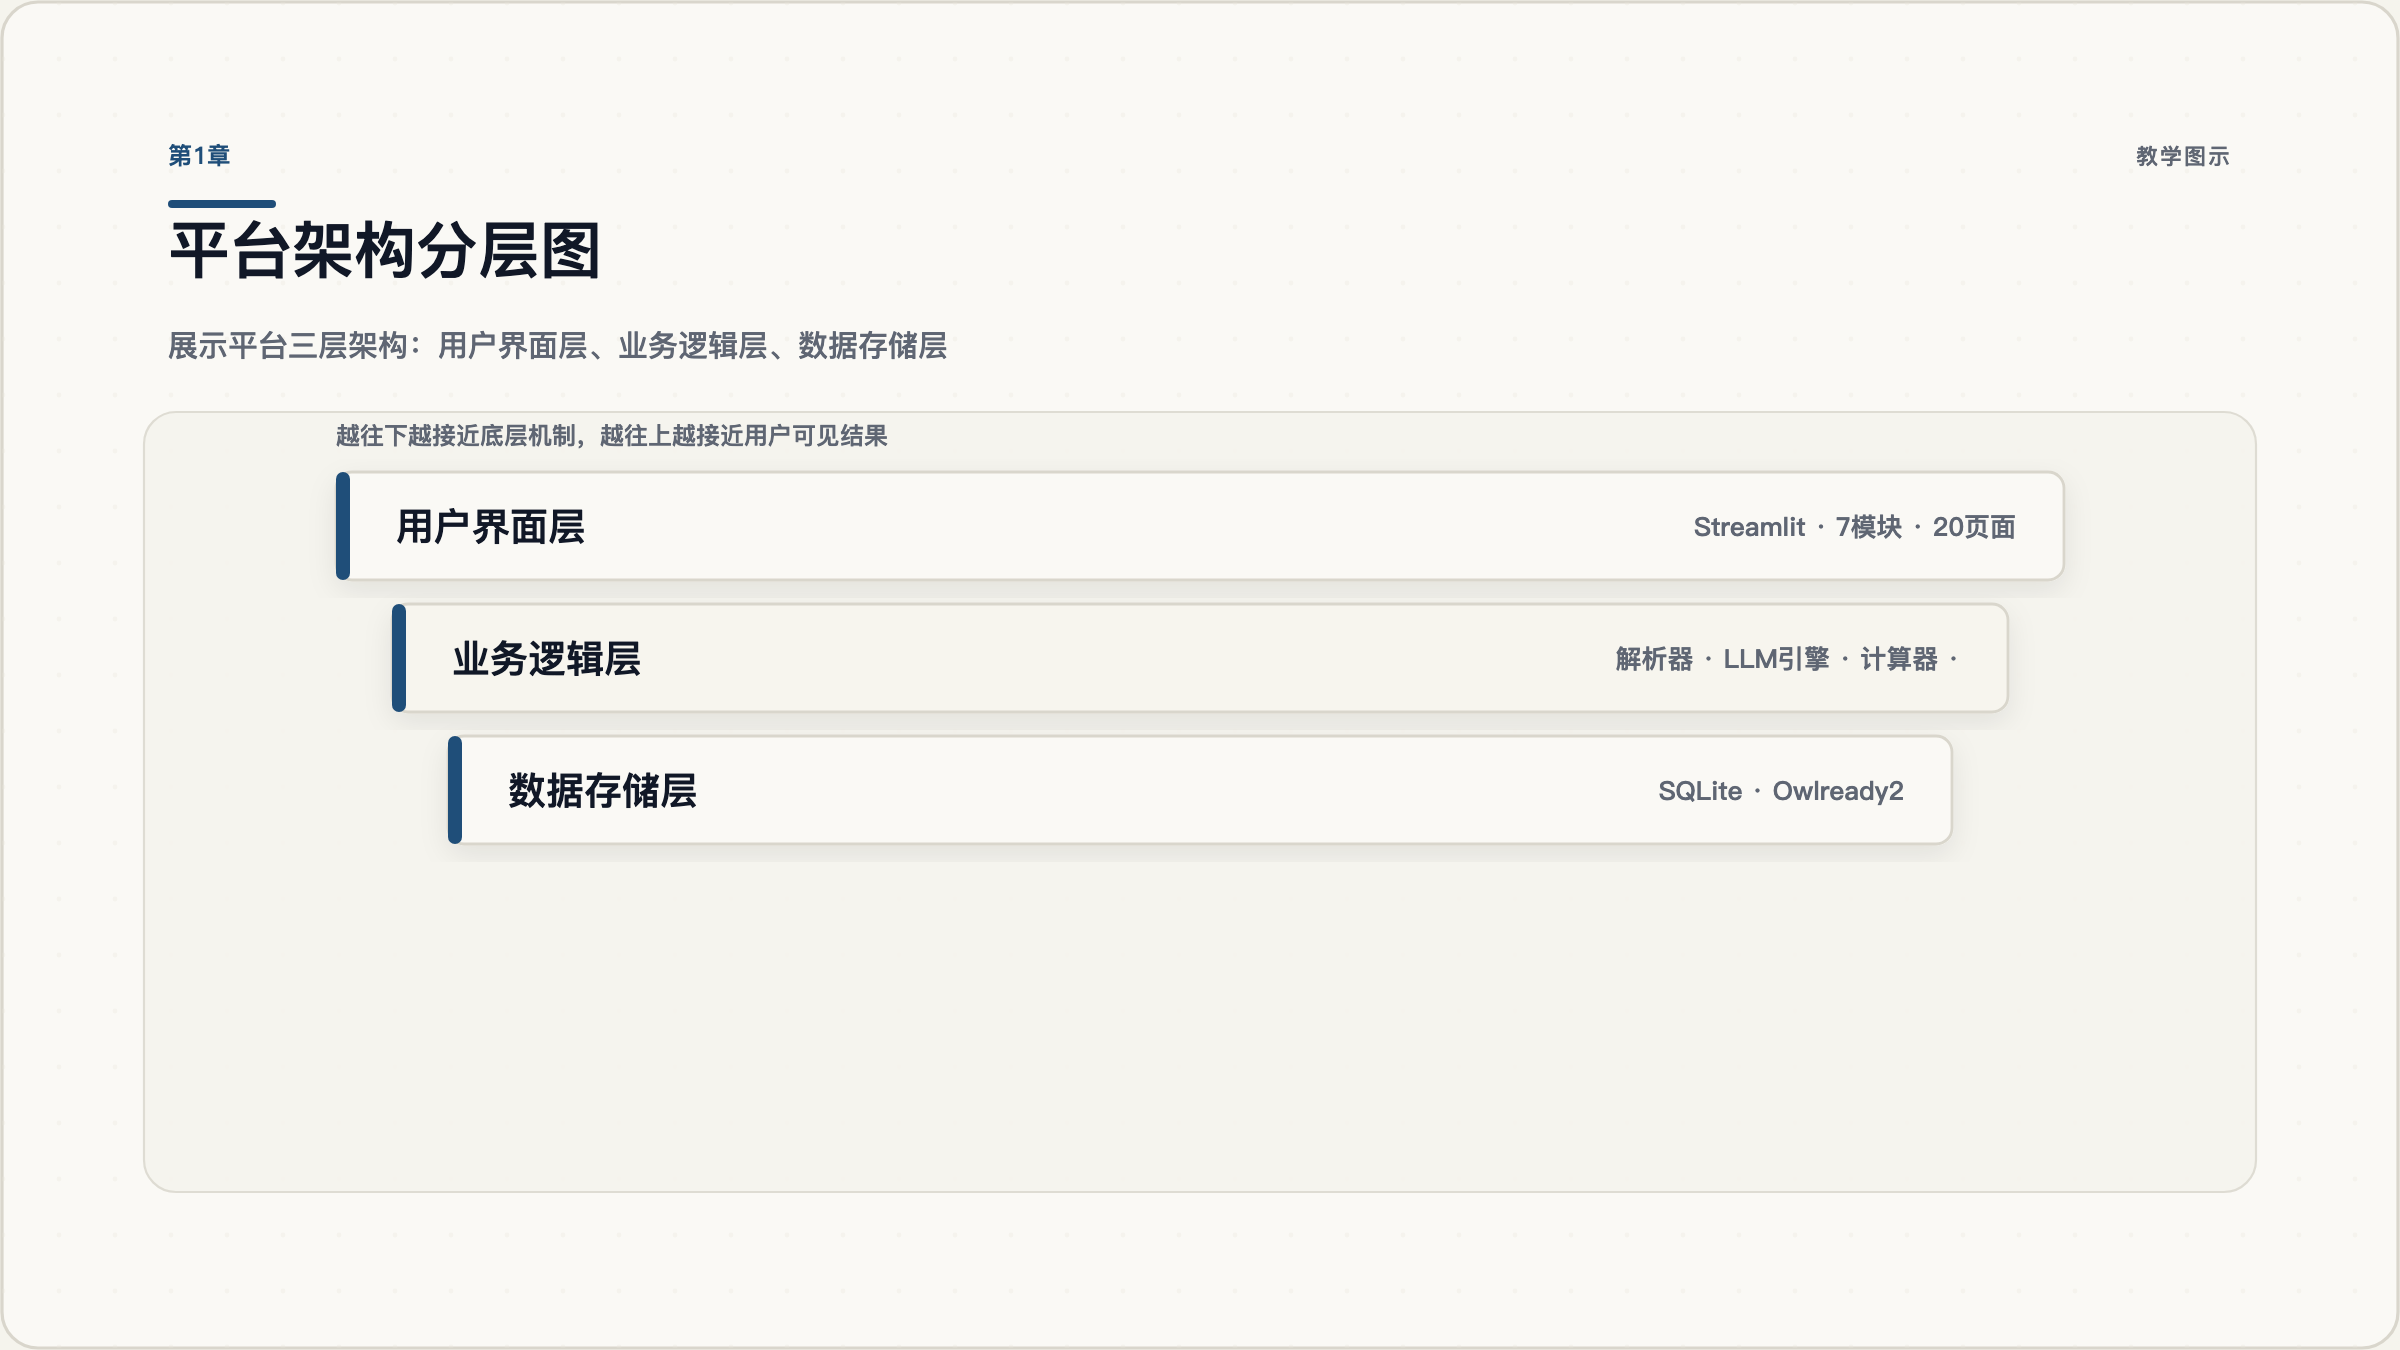 第1章
教学图示
平台架构分层图
展示平台三层架构：用户界面层、业务逻辑层、数据存储层
越往下越接近底层机制，越往上越接近用户可见结果
用户界面层
Streamlit · 7模块 · 20页面
业务逻辑层
解析器 · LLM引擎 · 计算器 ·
数据存储层
SQLite · Owlready2